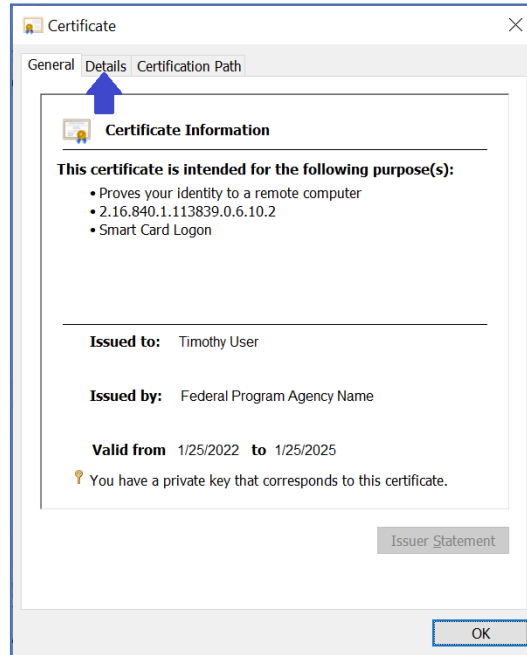 Certificate
General Details Certification Path
Certificate Information
This certificate is intended for the following purpose(s):
• Proves your identity to a remote computer
• 2.16.840.1.113839.0.6.10.2
• Smart Card Logon
Issued to: Timothy User
Issued by: Federal Program Agency Name
Valid from 1/25/2022 to 1/25/2025
You have a private key that corresponds to this certificate.
Issuer Statement
OK